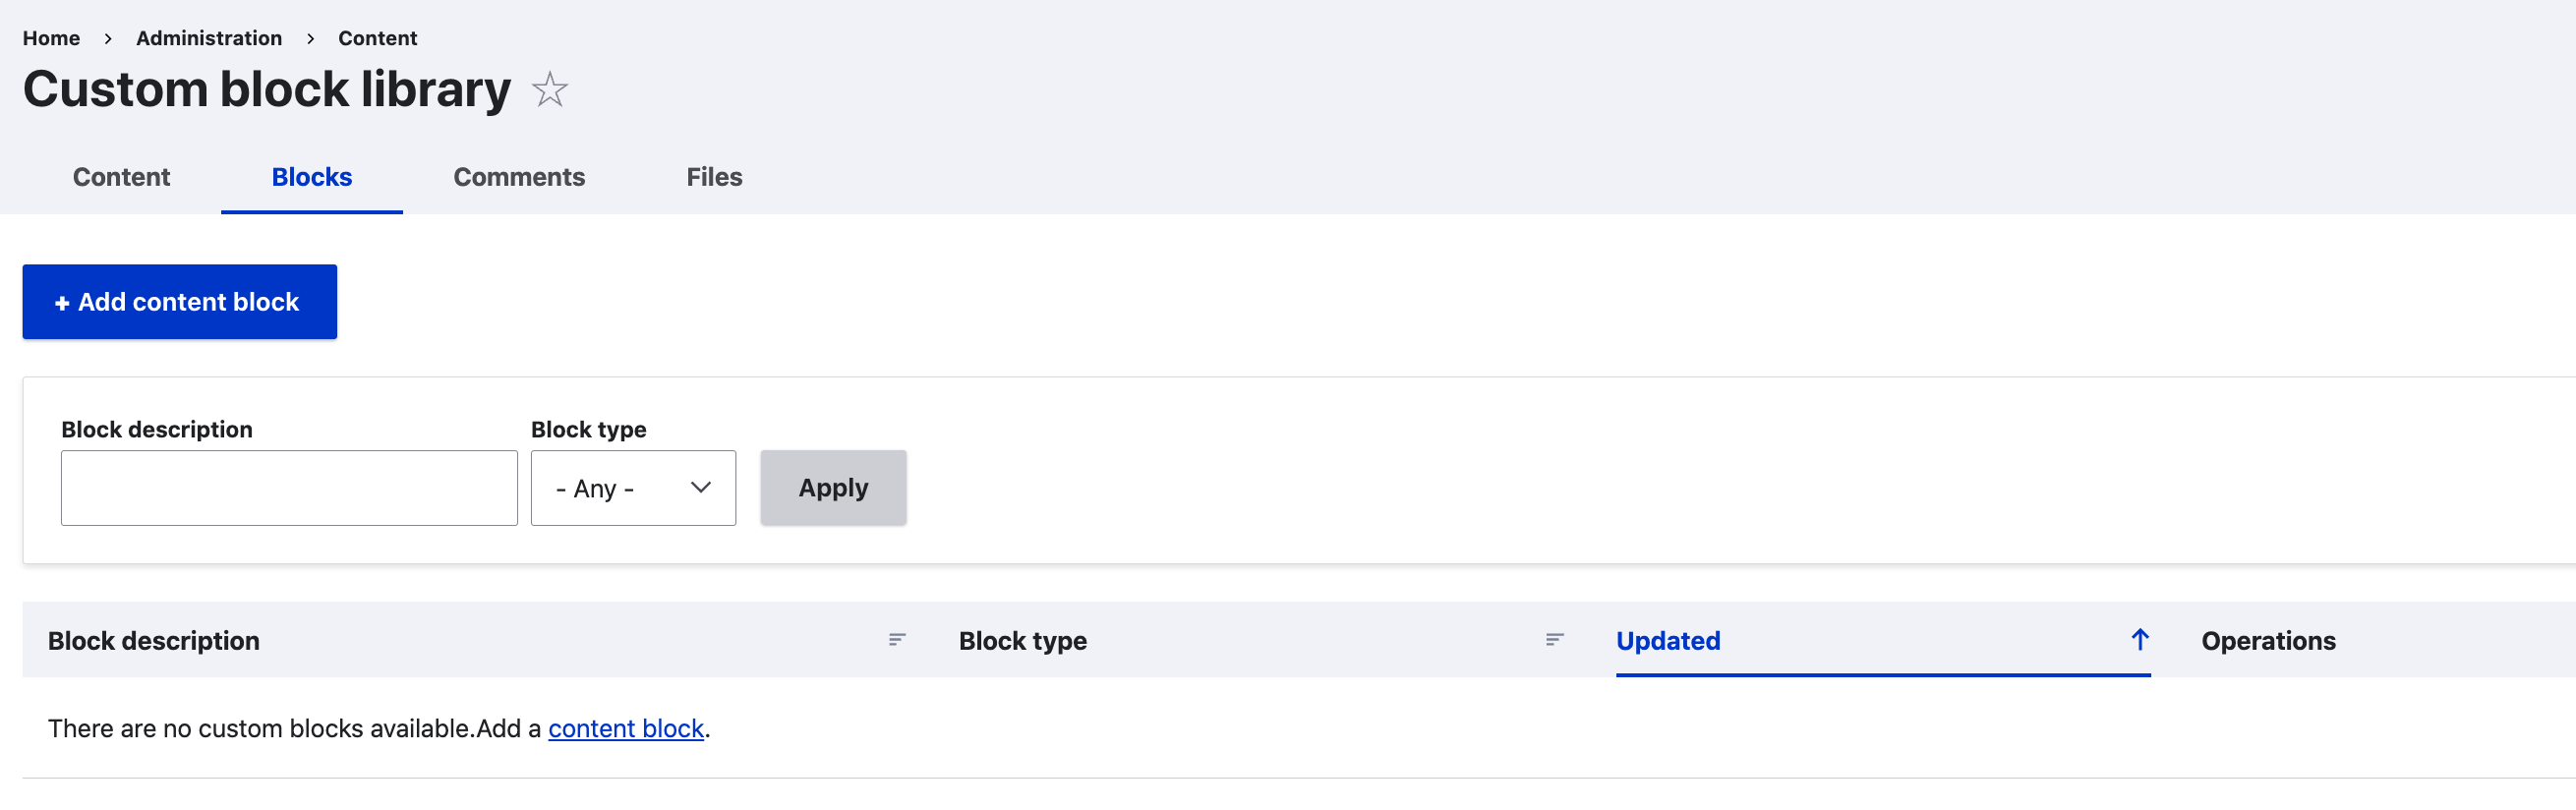 Home > Administration > Content
Custom block library
Content Blocks Comments Files
+ Add content block
Block description Block type
- Any - Apply
Block description Block type Updated Operations
There are no custom blocks available.Add a content block.